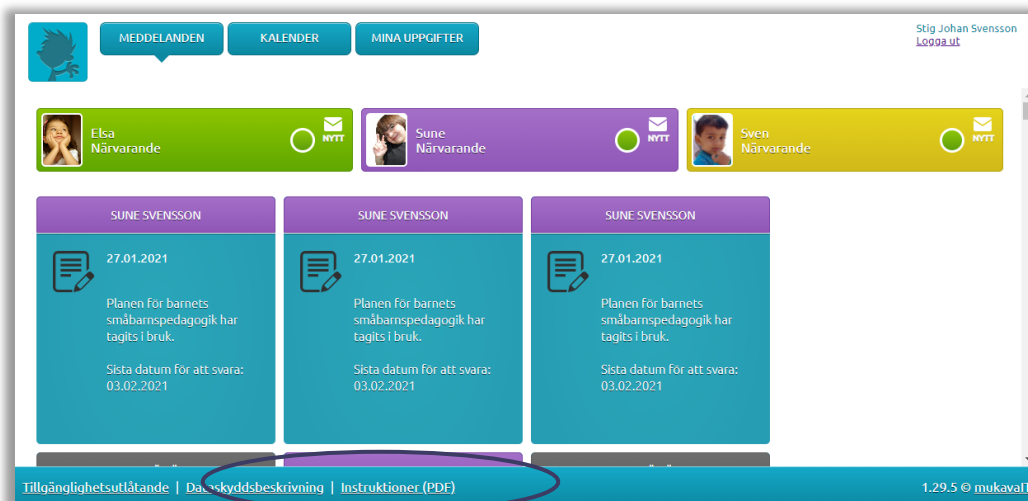 MEDDELANDEN
KALENDER
MINA UPPGIFTER
Stig Johan Svensson
Logga ut
Elsa
Närvarande
NYTT
Sune
Närvarande
NYTT
Sven
Närvarande
NYTT
SUNE SVENSSON
27.01.2021
Planen för barnets
småbarnspedagogik har
tagits i bruk.
Sista datum för att svara:
03.02.2021
SUNE SVENSSON
27.01.2021
Planen för barnets
småbarnspedagogik har
tagits i bruk.
Sista datum för att svara:
03.02.2021
SUNE SVENSSON
27.01.2021
Planen för barnets
småbarnspedagogik har
tagits i bruk.
Sista datum för att svara:
03.02.2021
Tillgänglighetsutlåtande | Dataskyddsbeskrivning | Instruktioner (PDF)
1.29.5 ©